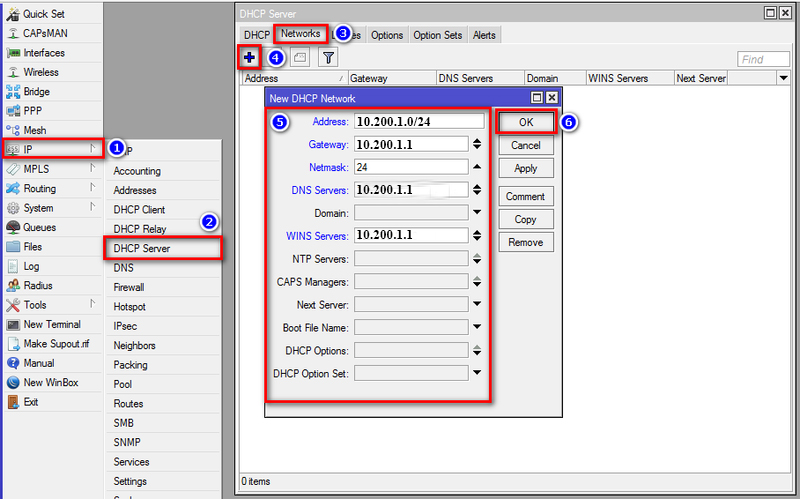 Quick Set
CAPsMAN
Interfaces
Wireless
Bridge
PPP
Mesh
IP
MPLS
Routing
System
Queues
Files
Log
Radius
Tools
New Terminal
Make Supout.rif
Manual
New WinBox
Exit
1
2
Accounting
Addresses
DHCP Client
DHCP Relay
DHCP Server
DNS
Firewall
Hotspot
IPsec
Neighbors
Packing
Pool
Routes
SMB
SNMP
Services
Settings
DHCP Server
DHCP Networks 3 Options Option Sets Alerts
4 Find
Address Gateway DNS Servers Domain WINS Servers Next Server
New DHCP Network
5 Address: 10.200.1.0/24 OK 6
Gateway: 10.200.1.1 Cancel
Netmask: 24 Apply
DNS Servers: 10.200.1.1 Comment
Domain: Copy
WINS Servers: 10.200.1.1 Remove
NTP Servers:
CAPS Managers:
Next Server:
Boot File Name:
DHCP Options:
DHCP Option Set:
0 items